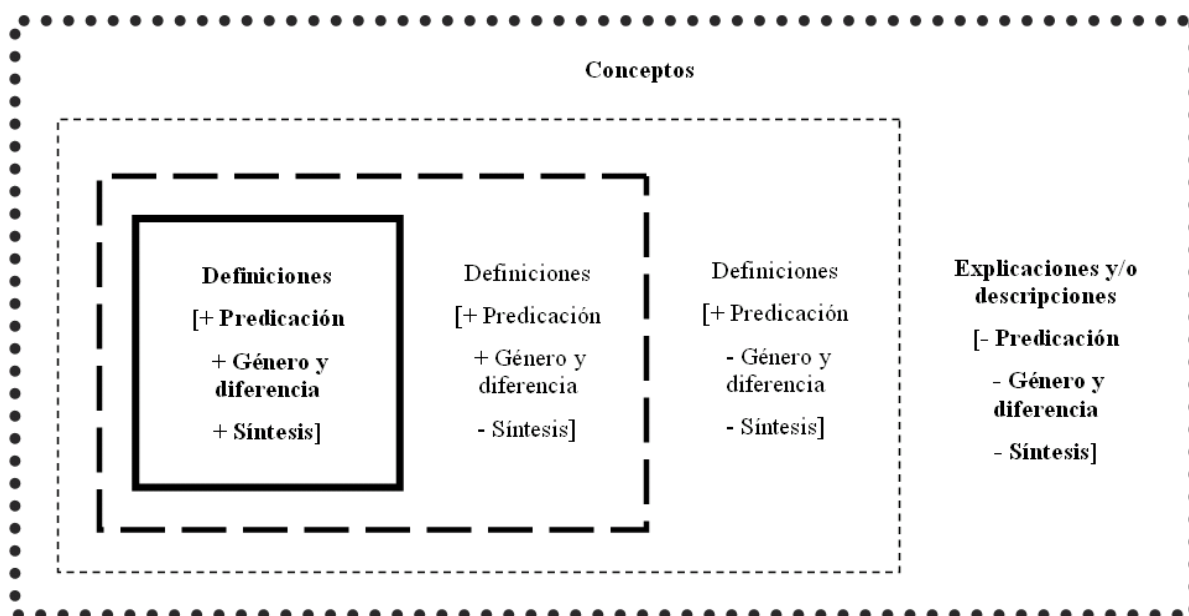 Conceptos
Definiciones
[+ Predicación
+ Género y
diferencia
+ Síntesis]
Definiciones
[+ Predicación
+ Género y
diferencia
- Síntesis]
Definiciones
[+ Predicación
- Género y
diferencia
- Síntesis]
Explicaciones y/o
descripciones
[- Predicación
- Género y
diferencia
- Síntesis]